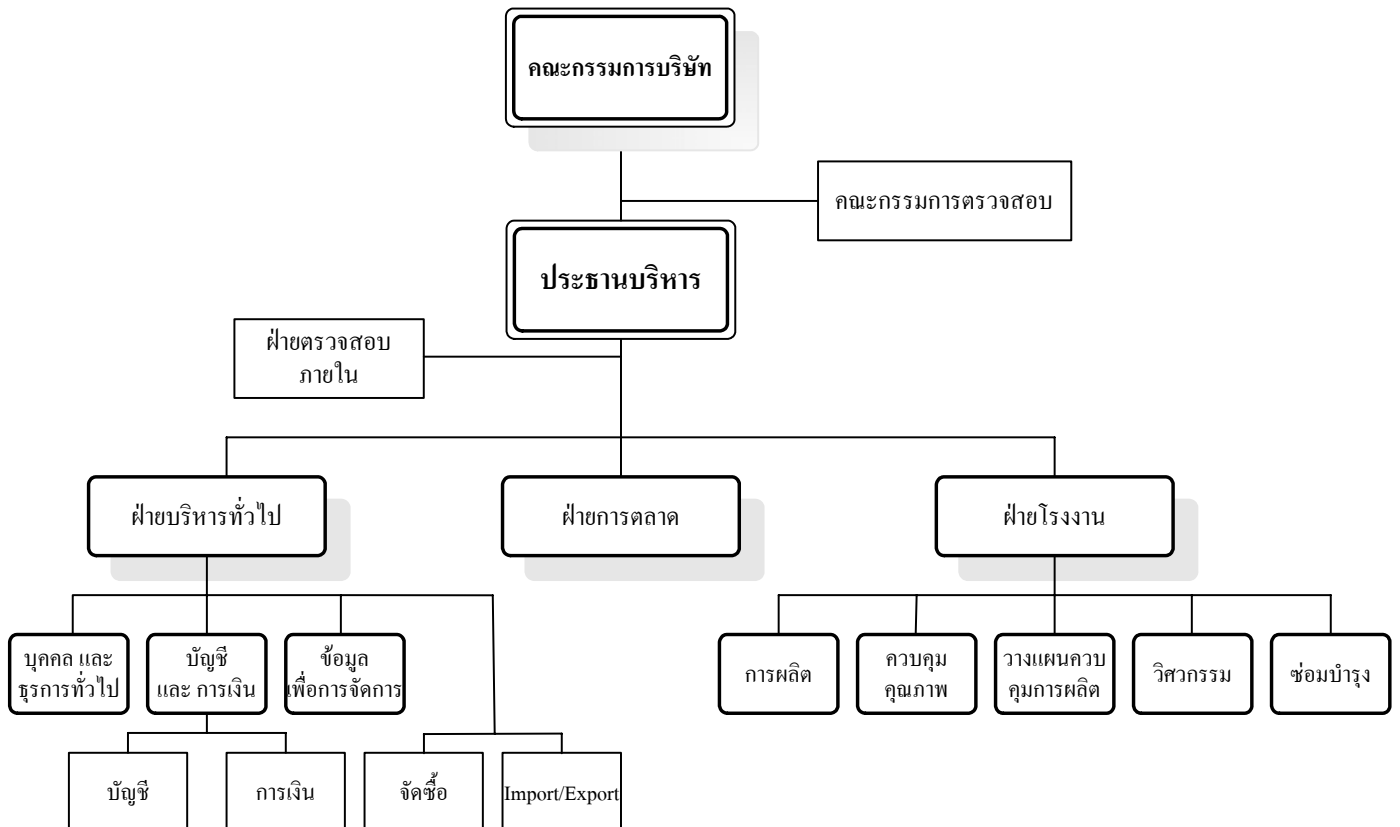 คณะกรรมการบริษัท
คณะกรรมการตรวจสอบ
ประธานบริหาร
ฝ่ายตรวจสอบ
ภายใน
ฝ่ายบริหารทั่วไป
ฝ่ายการตลาด
ฝ่ายโรงงาน
บุคคล และ
ธุรการทั่วไป
บัญชี
และ การเงิน
ข้อมูล
เพื่อการจัดการ
การผลิต
ควบคุม
คุณภาพ
วางแผนควบ
คุมการผลิต
วิศวกรรม
ซ่อมบำรุง
บัญชี
การเงิน
จัดซื้อ
Import/Export